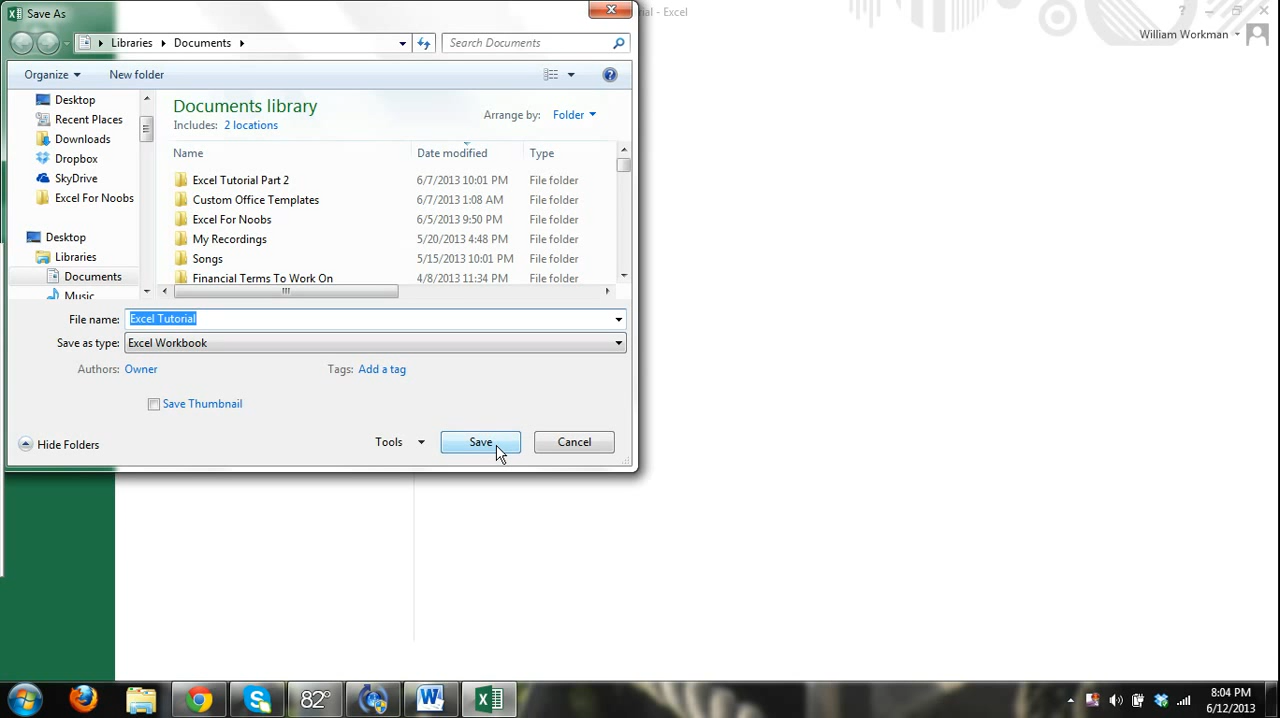 Save As
rial - Excel
William Workman
Libraries Documents
Search Documents
Organize New folder
Desktop
Recent Places
Downloads
Dropbox
SkyDrive
Excel For Noobs
Desktop
Libraries
Documents
Music
Documents library
Includes: 2 locations
Arrange by: Folder
Name Date modified Type
Excel Tutorial Part 2 6/7/2013 10:01 PM File folder
Custom Office Templates 6/7/2013 1:08 AM File folder
Excel For Noobs 6/5/2013 9:50 PM File folder
My Recordings 5/20/2013 4:48 PM File folder
Songs 5/15/2013 10:01 PM File folder
Financial Terms To Work On 4/8/2013 11:34 PM File folder
File name: Excel Tutorial
Save as type: Excel Workbook
Authors: Owner Tags: Add a tag
Save Thumbnail
Hide Folders Tools Save Cancel
82°
8:04 PM
6/12/2013